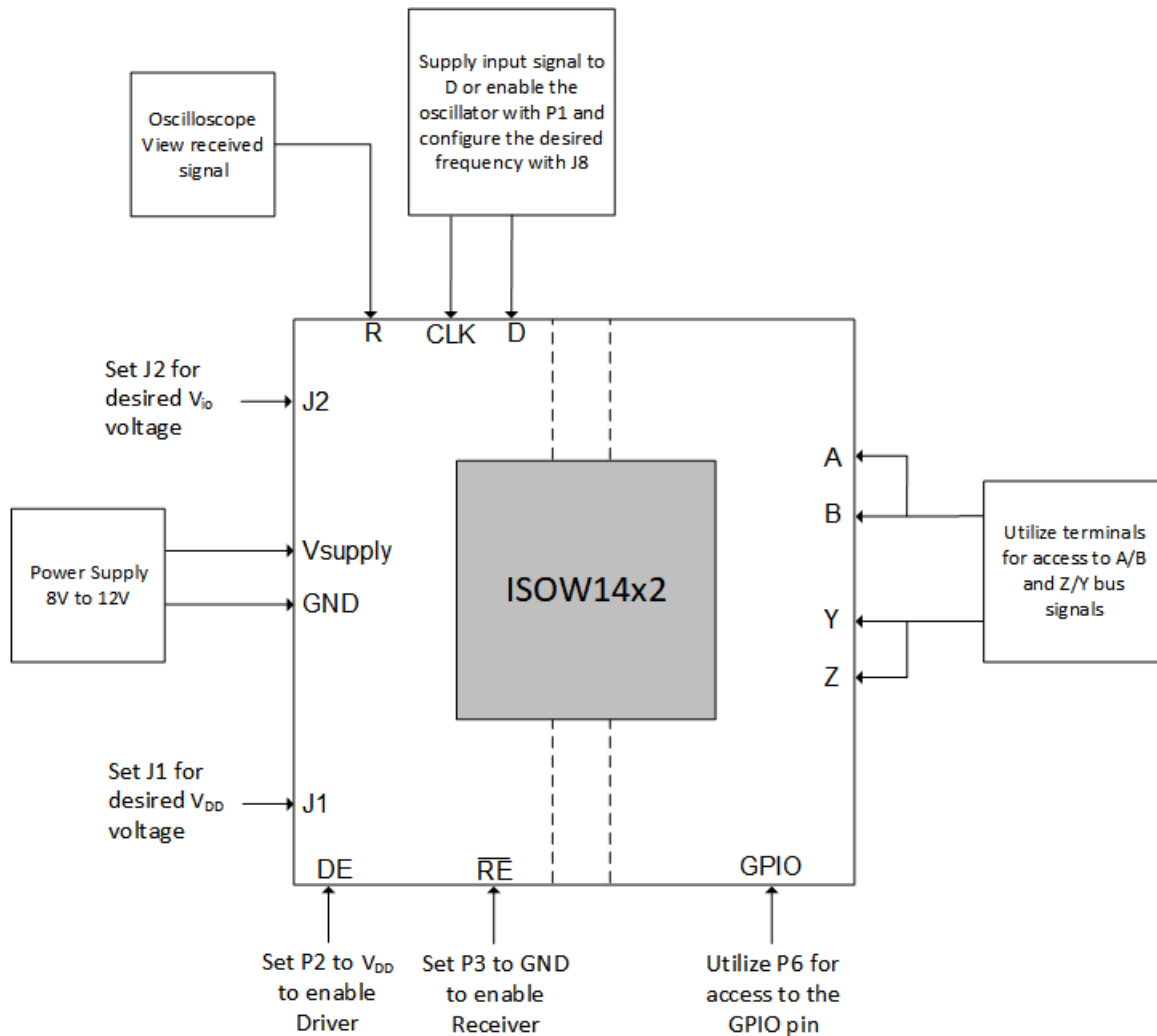 Supply input signal to
D or enable the
oscillator with P1 and
configure the desired
frequency with J8
Oscilloscope
View received
signal
R
CLK
D
Set J2 for
desired Vio
voltage
J2
A
B
Power Supply
8V to 12V
Vsupply
GND
ISOW14x2
Utilize terminals
for access to A/B
and Z/Y bus
signals
Y
Z
Set J1 for
desired VDD
voltage
J1
DE
RE
GPIO
Set P2 to VDD
to enable
Driver
Set P3 to GND
to enable
Receiver
Utilize P6 for
access to the
GPIO pin